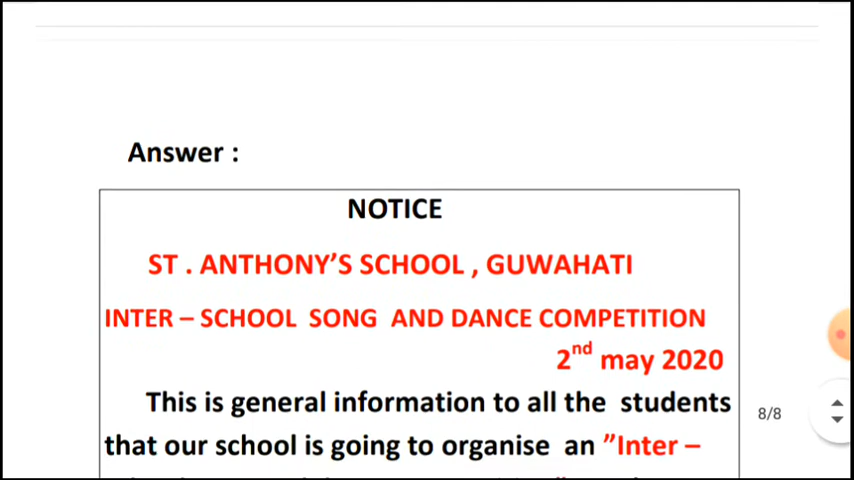 Answer :
NOTICE
ST . ANTHONY’S SCHOOL , GUWAHATI
INTER – SCHOOL SONG AND DANCE COMPETITION
2nd may 2020
This is general information to all the students
8/8
that our school is going to organise an ”Inter –